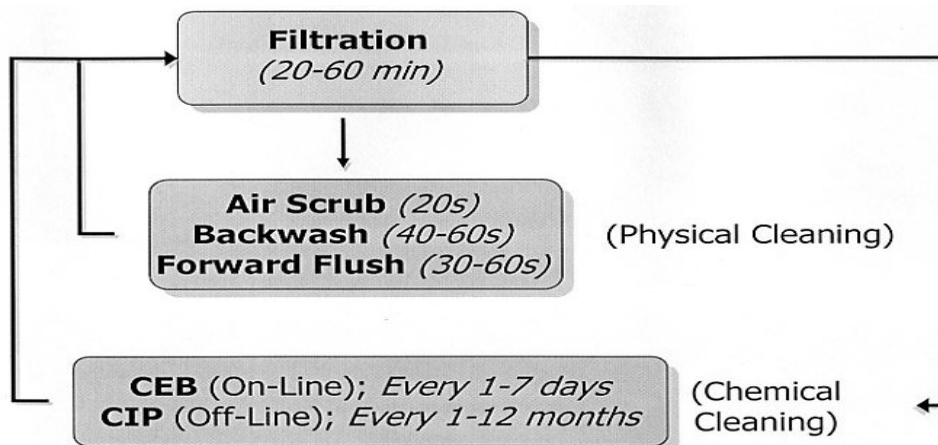 Filtration
(20-60 min)
Air Scrub (20s)
Backwash (40-60s)
Forward Flush (30-60s)
(Physical Cleaning)
CEB (On-Line); Every 1-7 days
CIP (Off-Line); Every 1-12 months
(Chemical
Cleaning)